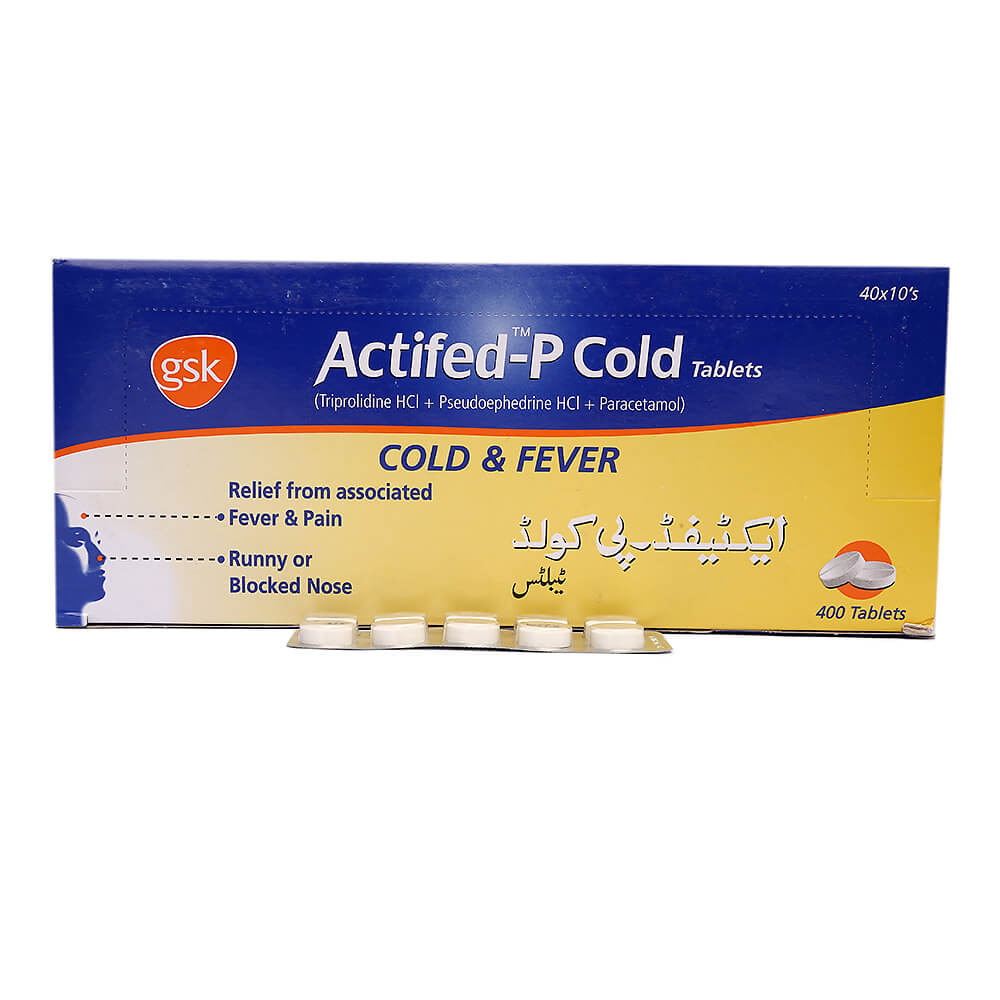 40x10's
gsk
Actifed™-P Cold Tablets
(Triprolidine HCl + Pseudoephedrine HCl + Paracetamol)
COLD & FEVER
Relief from associated
Fever & Pain
Runny or
Blocked Nose
ایکٹیفڈ۔پی کولڈ
ٹیبلٹس
400 Tablets